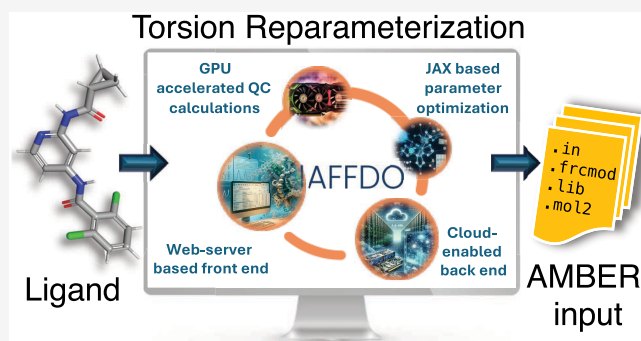 Torsion Reparameterization
GPU
accelerated QC
calculations
JAX based
parameter
optimization
JAFFDO
.in
.frcmod
.lib
.mol2
Web-server
based front end
Cloud-
enabled
back end
Ligand
AMBER
input